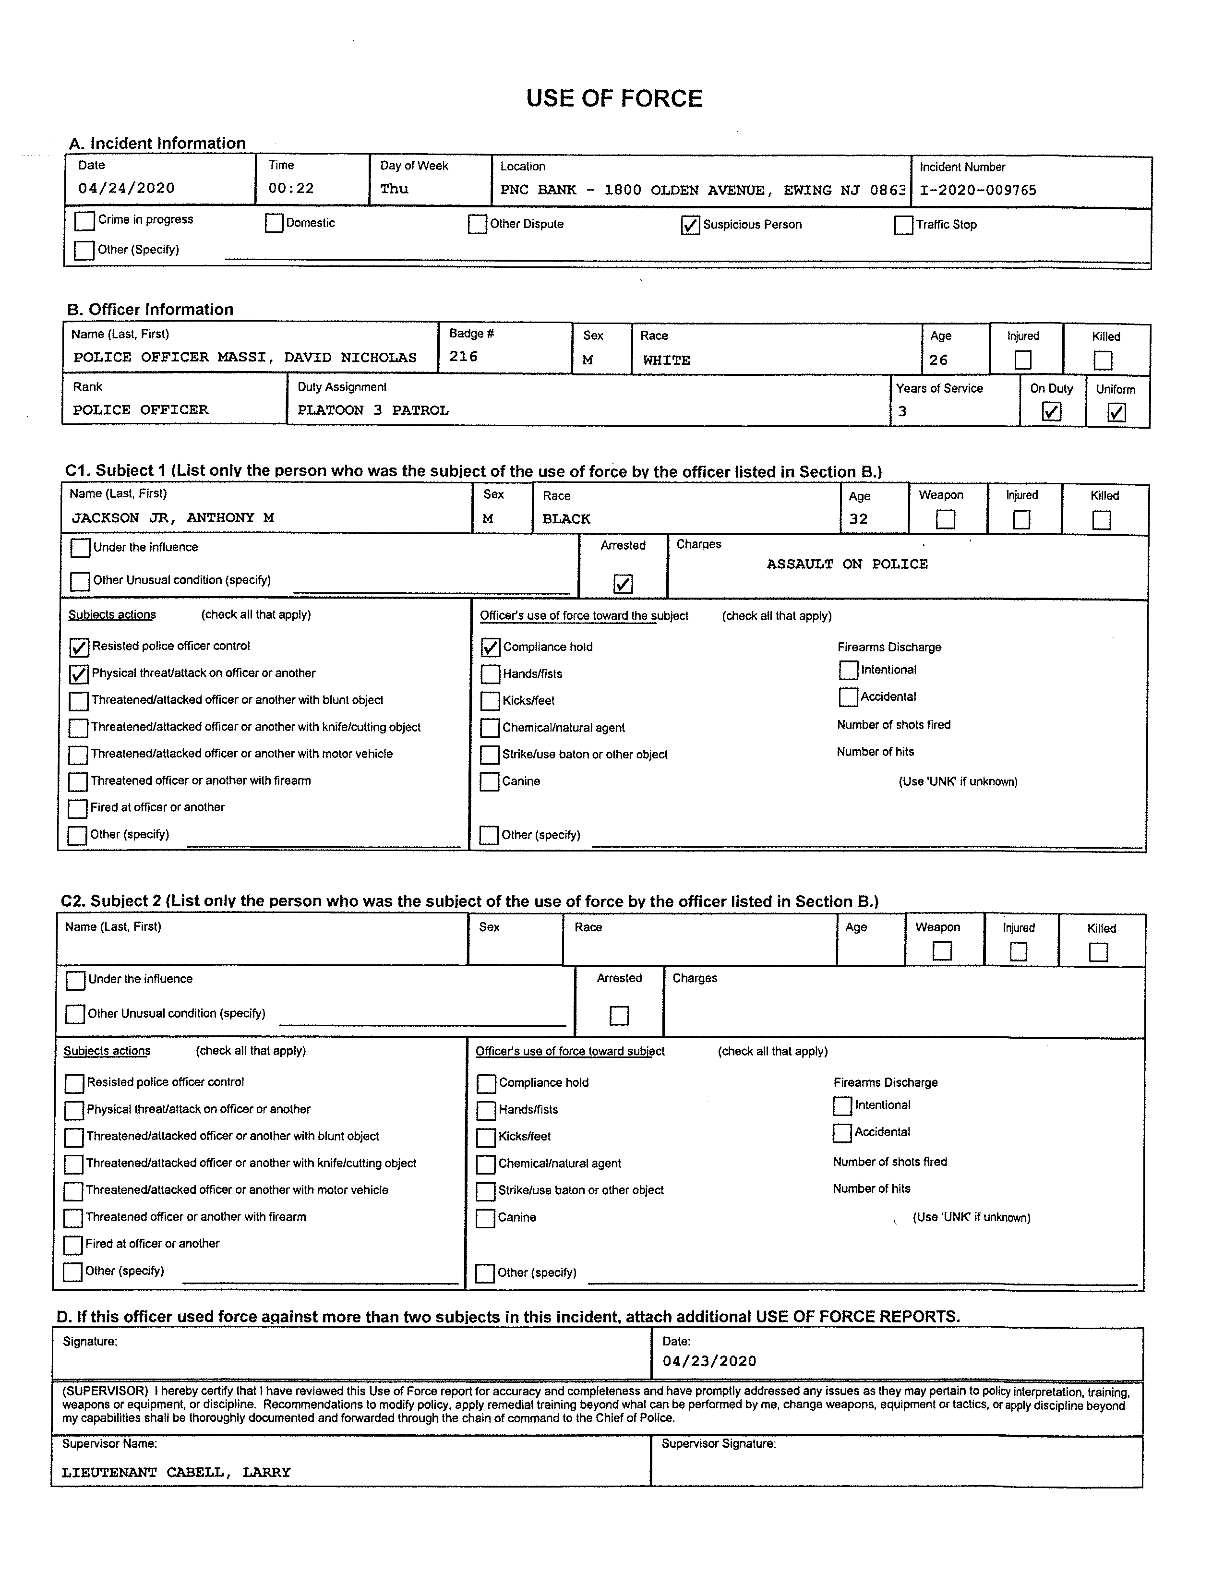 USE OF FORCE
A. Incident Information
Date Time Day of Week Location Incident Number
04/24/2020 00:22 Thu PNC BANK - 1800 OLDEN AVENUE, EWING NJ 0863 I-2020-009765
Crime in progress Domestic Other Dispute Suspicious Person Traffic Stop
Other (Specify)
B. Officer Information
Name (Last, First) Badge # Sex Race Age Injured Killed
POLICE OFFICER MASSI, DAVID NICHOLAS 216 M WHITE 26
Rank Duty Assignment Years of Service On Duty Uniform
POLICE OFFICER PLATOON 3 PATROL 3
C1. Subject 1 (List only the person who was the subject of the use of force by the officer listed in Section B.)
Name (Last, First) Sex Race Age Weapon Injured Killed
JACKSON JR, ANTHONY M M BLACK 32
Under the influence Arrested Charges
ASSAULT ON POLICE
Other Unusual condition (specify)
Subjects actions (check all that apply) Officer's use of force toward the subject (check all that apply)
Resisted police officer control Compliance hold Firearms Discharge
Physical threat/attack on officer or another Hands/fists Intentional
Threatened/attacked officer or another with blunt object Kicks/feet Accidental
Threatened/attacked officer or another with knife/cutting object Chemical/natural agent Number of shots fired
Threatened/attacked officer or another with motor vehicle Strike/use baton or other object Number of hits
Threatened officer or another with firearm Canine (Use 'UNK' if unknown)
Fired at officer or another
Other (specify) Other (specify)
C2. Subject 2 (List only the person who was the subject of the use of force by the officer listed in Section B.)
Name (Last, First) Sex Race Age Weapon Injured Killed
Under the influence Arrested Charges
Other Unusual condition (specify)
Subjects actions (check all that apply) Officer's use of force toward subject (check all that apply)
Resisted police officer control Compliance hold Firearms Discharge
Physical threat/attack on officer or another Hands/fists Intentional
Threatened/attacked officer or another with blunt object Kicks/feet Accidental
Threatened/attacked officer or another with knife/cutting object Chemical/natural agent Number of shots fired
Threatened/attacked officer or another with motor vehicle Strike/use baton or other object Number of hits
Threatened officer or another with firearm Canine (Use 'UNK' if unknown)
Fired at officer or another
Other (specify) Other (specify)
D. If this officer used force against more than two subjects in this incident, attach additional USE OF FORCE REPORTS.
Signature: Date:
04/23/2020
(SUPERVISOR) I hereby certify that I have reviewed this Use of Force report for accuracy and completeness and have promptly addressed any issues as they may pertain to policy interpretation, training,
weapons or equipment, or discipline. Recommendations to modify policy, apply remedial training beyond what can be performed by me, change weapons, equipment or tactics, or apply discipline beyond
my capabilities shall be thoroughly documented and forwarded through the chain of command to the Chief of Police.
Supervisor Name: Supervisor Signature:
LIEUTENANT CABELL, LARRY